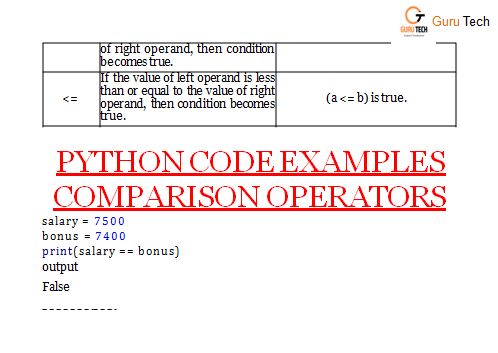 GURU TECH
Guru Tech
of right operand, then condition
becomes true.
<=
If the value of left operand is less
than or equal to the value of right
operand, then condition becomes
true.
(a <= b) is true.
PYTHON CODE EXAMPLES
COMPARISON OPERATORS
salary = 7500
bonus = 7400
print(salary == bonus)
output
False
-----------.